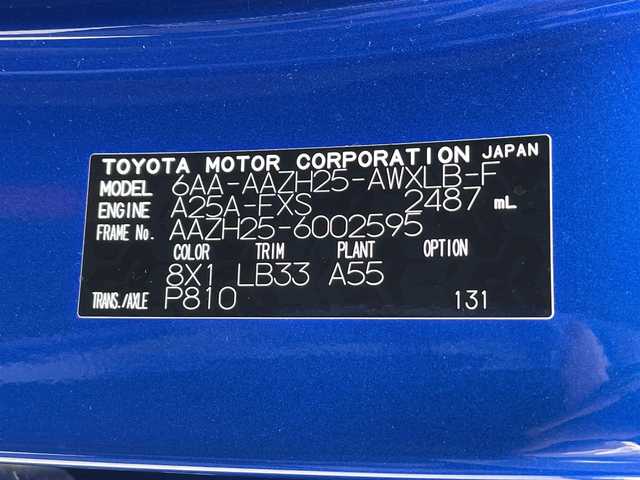 TOYOTA MOTOR CORPORATION JAPAN
MODEL 6AA-AAZH25-AWXLB-F
ENGINE A25A-FXS 2487 mL
FRAME No. AAZH25-6002595
COLOR TRIM PLANT OPTION
8X1 LB33 A55
TRANS./AXLE P810 131